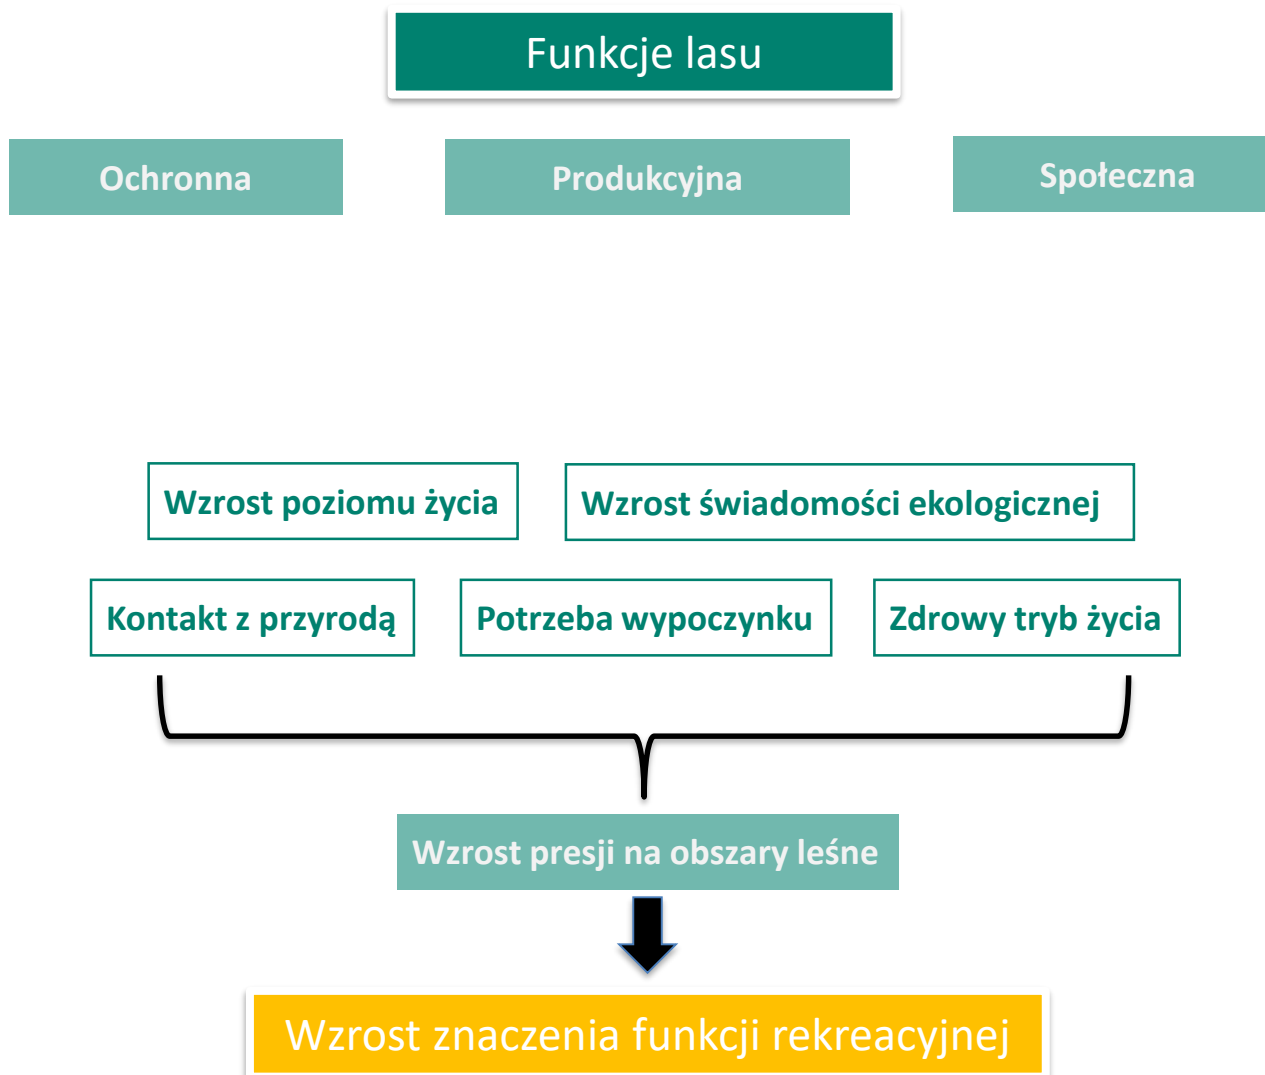 Funkcje lasu
Ochronna
Produkcyjna
Społeczna
Wzrost poziomu życia
Wzrost świadomości ekologicznej
Kontakt z przyrodą
Potrzeba wypoczynku
Zdrowy tryb życia
Wzrost presji na obszary leśne
Wzrost znaczenia funkcji rekreacyjnej